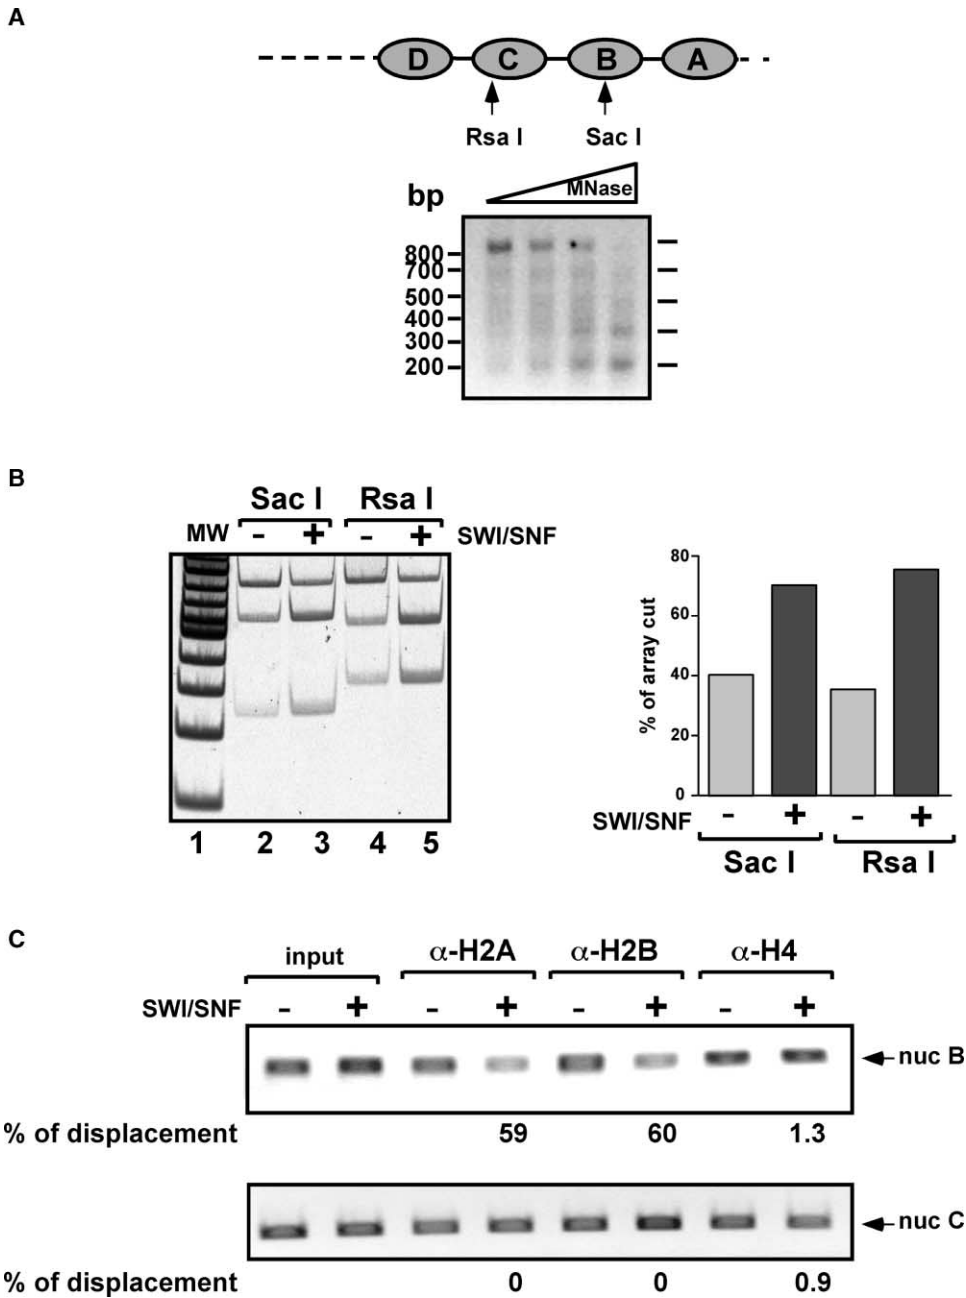 A
D C B A
Rsa I Sac I
bp MNase
800
700
500
400
300
200
B
Sac I Rsa I
MW - + - + SWI/SNF
1 2 3 4 5
% of array cut
80
60
40
20
0
SWI/SNF - + - +
Sac I Rsa I
C
input α-H2A α-H2B α-H4
SWI/SNF - + - + - + - +
nuc B
% of displacement 59 60 1.3
nuc C
% of displacement 0 0 0.9